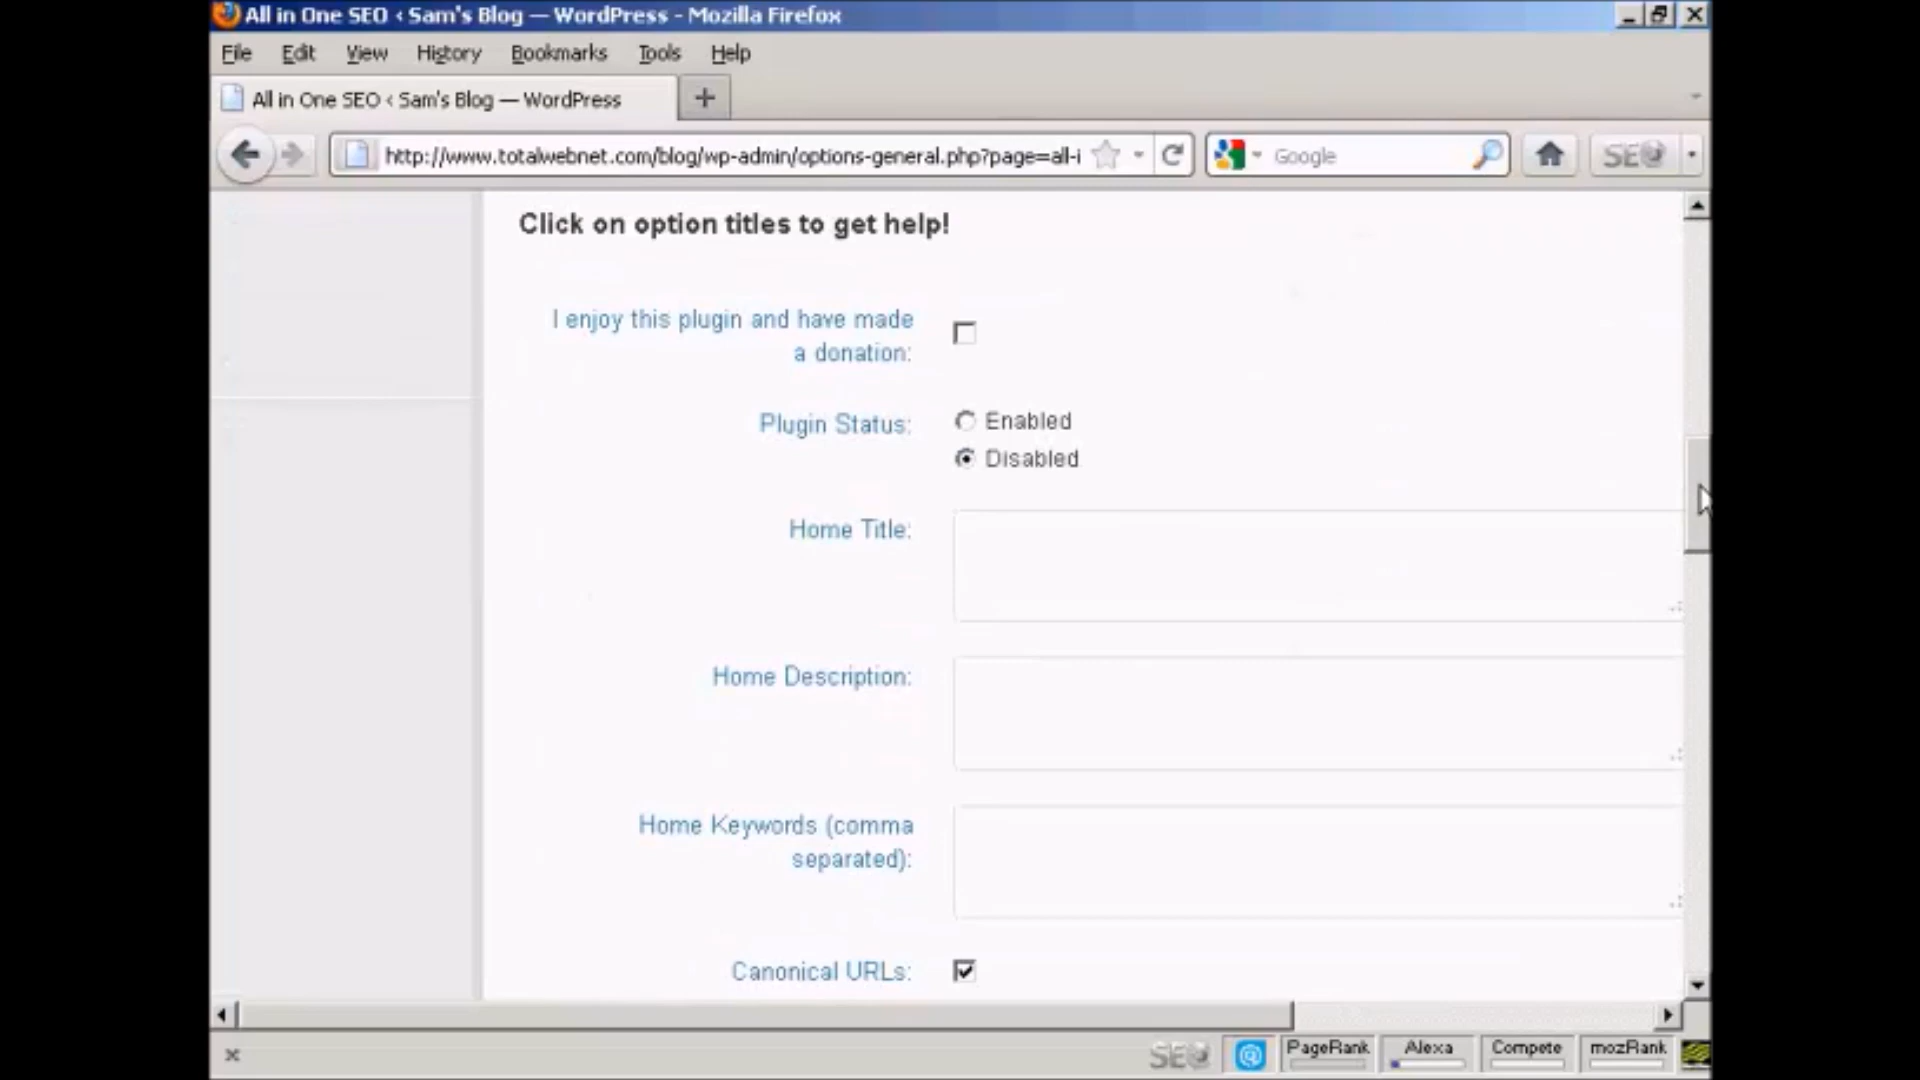 All in One SEO ‹ Sam's Blog — WordPress - Mozilla Firefox
File Edit View History Bookmarks Tools Help
All in One SEO ‹ Sam's Blog — WordPress
http://www.totalwebnet.com/blog/wp-admin/options-general.php?page=all-i
Google
SEO
Click on option titles to get help!
I enjoy this plugin and have made
a donation:
Plugin Status:
Enabled
Disabled
Home Title:
Home Description:
Home Keywords (comma
separated):
Canonical URLs:
SEO
PageRank
Alexa
Compete
mozRank